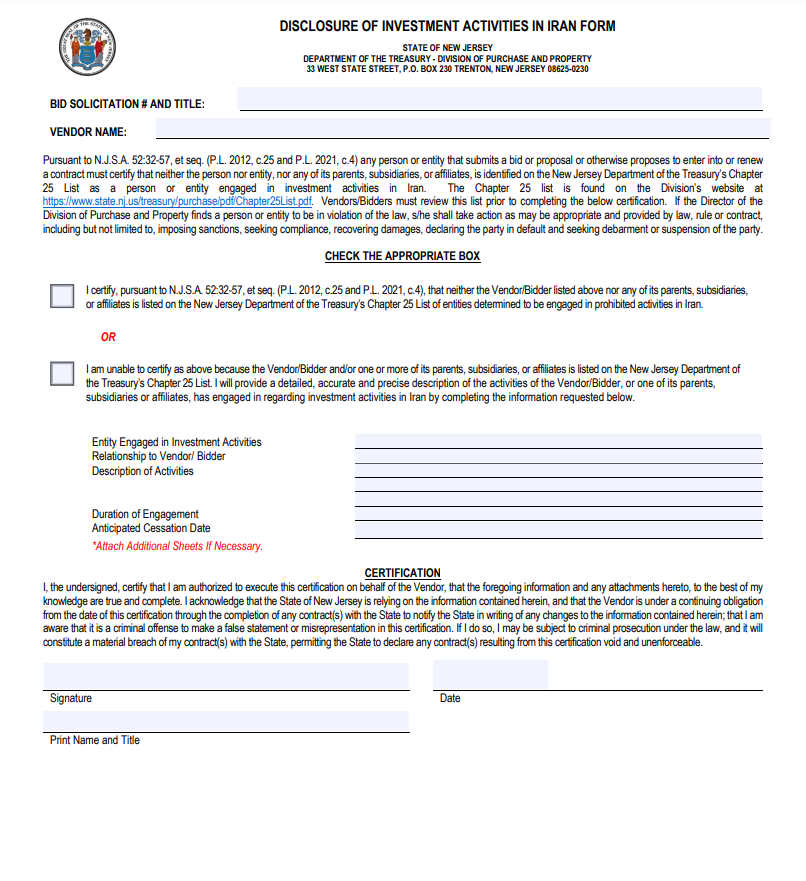 DISCLOSURE OF INVESTMENT ACTIVITIES IN IRAN FORM
STATE OF NEW JERSEY
DEPARTMENT OF THE TREASURY - DIVISION OF PURCHASE AND PROPERTY
33 WEST STATE STREET, P.O. BOX 230 TRENTON, NEW JERSEY 08625-0230
BID SOLICITATION # AND TITLE:
VENDOR NAME:
Pursuant to N.J.S.A. 52:32-57, et seq. (P.L. 2012, c.25 and P.L. 2021, c.4) any person or entity that submits a bid or proposal or otherwise proposes to enter into or renew
a contract must certify that neither the person nor entity, nor any of its parents, subsidiaries, or affiliates, is identified on the New Jersey Department of the Treasury's Chapter
25 List as a person or entity engaged in investment activities in Iran. The Chapter 25 list is found on the Division's website at
https://www.state.nj.us/treasury/purchase/pdf/Chapter25List.pdf. Vendors/Bidders must review this list prior to completing the below certification. If the Director of the
Division of Purchase and Property finds a person or entity to be in violation of the law, s/he shall take action as may be appropriate and provided by law, rule or contract,
including but not limited to, imposing sanctions, seeking compliance, recovering damages, declaring the party in default and seeking debarment or suspension of the party.
CHECK THE APPROPRIATE BOX
I certify, pursuant to N.J.S.A. 52:32-57, et seq. (P.L. 2012, c.25 and P.L. 2021, c.4), that neither the Vendor/Bidder listed above nor any of its parents, subsidiaries,
or affiliates is listed on the New Jersey Department of the Treasury's Chapter 25 List of entities determined to be engaged in prohibited activities in Iran.
OR
I am unable to certify as above because the Vendor/Bidder and/or one or more of its parents, subsidiaries, or affiliates is listed on the New Jersey Department of
the Treasury's Chapter 25 List. I will provide a detailed, accurate and precise description of the activities of the Vendor/Bidder, or one of its parents,
subsidiaries or affiliates, has engaged in regarding investment activities in Iran by completing the information requested below.
Entity Engaged in Investment Activities
Relationship to Vendor/ Bidder
Description of Activities
Duration of Engagement
Anticipated Cessation Date
*Attach Additional Sheets If Necessary.
CERTIFICATION
I, the undersigned, certify that I am authorized to execute this certification on behalf of the Vendor, that the foregoing information and any attachments hereto, to the best of my
knowledge are true and complete. I acknowledge that the State of New Jersey is relying on the information contained herein, and that the Vendor is under a continuing obligation
from the date of this certification through the completion of any contract(s) with the State to notify the State in writing of any changes to the information contained herein; that I am
aware that it is a criminal offense to make a false statement or misrepresentation in this certification. If I do so, I may be subject to criminal prosecution under the law, and it will
constitute a material breach of my contract(s) with the State, permitting the State to declare any contract(s) resulting from this certification void and unenforceable.
Signature
Date
Print Name and Title